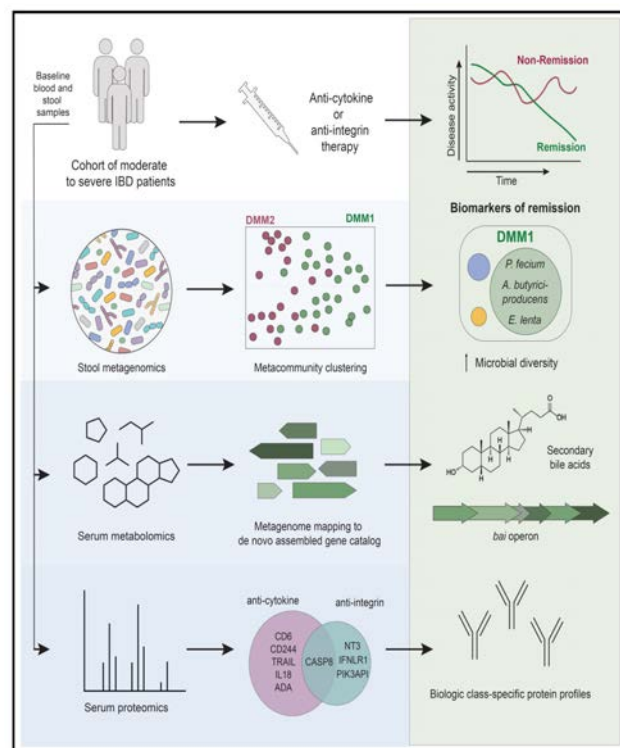 Baseline
blood and
stool
samples
Cohort of moderate
to severe IBD patients
Anti-cytokine
or
anti-integrin
therapy
Disease activity
Non-Remission
Remission
Time
Stool metagenomics
DMM2
DMM1
Metacommunity clustering
Biomarkers of remission
DMM1
P. fecium
A. butyrici-
producens
E. lenta
Microbial diversity
Serum metabolomics
Metagenome mapping to
de novo assembled gene catalog
O
OH
HO
H
H
H
H
Secondary
bile acids
bai operon
Serum proteomics
anti-cytokine
anti-integrin
CD6
CD244
TRAIL
IL18
ADA
CASP8
NT3
IFNLR1
PIK3API
Biologic class-specific protein profiles